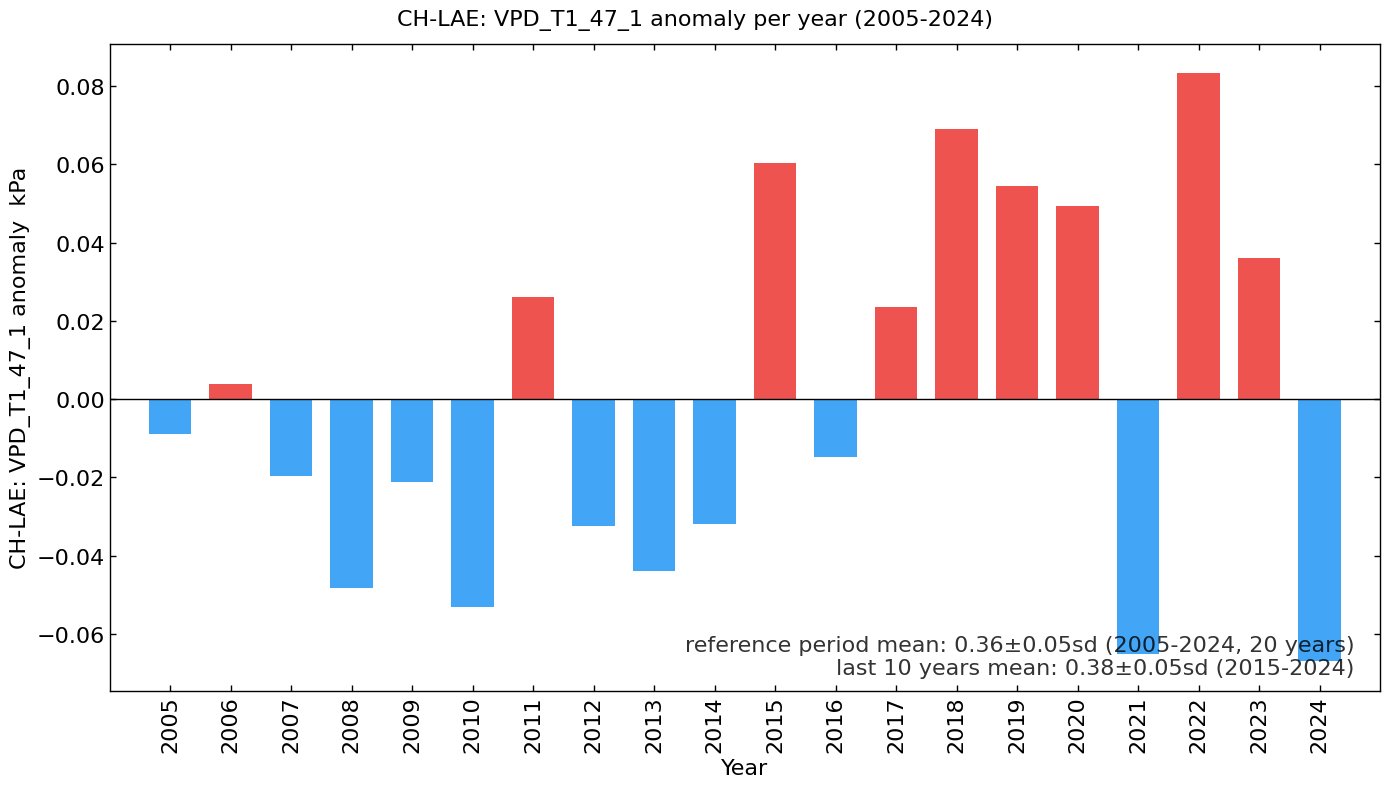 CH-LAE: VPD_T1_47_1 anomaly per year (2005-2024)
CH-LAE: VPD_T1_47_1 anomaly  kPa
0.08
0.06
0.04
0.02
0.00
−0.02
−0.04
−0.06
reference period mean: 0.36±0.05sd (2005-2024, 20 years)
last 10 years mean: 0.38±0.05sd (2015-2024)
2005 2006 2007 2008 2009 2010 2011 2012 2013 2014 2015 2016 2017 2018 2019 2020 2021 2022 2023 2024
Year